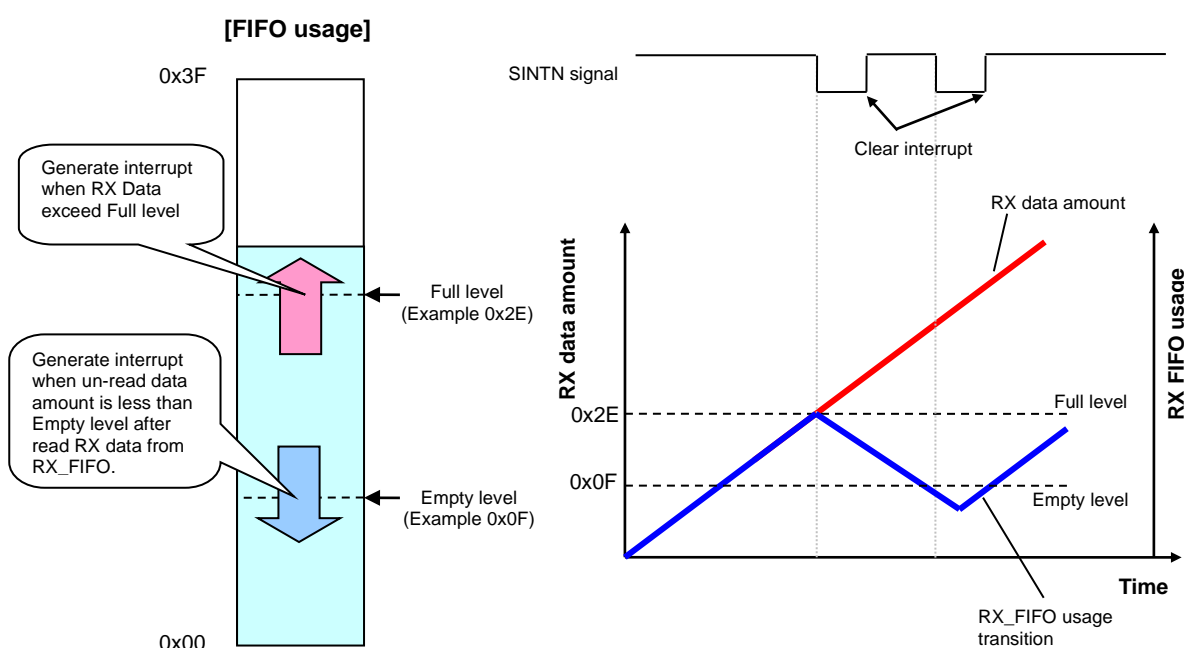 [FIFO usage]
0x3F
Generate interrupt
when RX Data
exceed Full level
Full level
(Example 0x2E)
Generate interrupt
when un-read data
amount is less than
Empty level after
read RX data from
RX_FIFO.
Empty level
(Example 0x0F)
0x00
SINTN signal
Clear interrupt
RX data amount
RX data amount
RX FIFO usage
0x2E
Full level
0x0F
Empty level
Time
RX_FIFO usage
transition